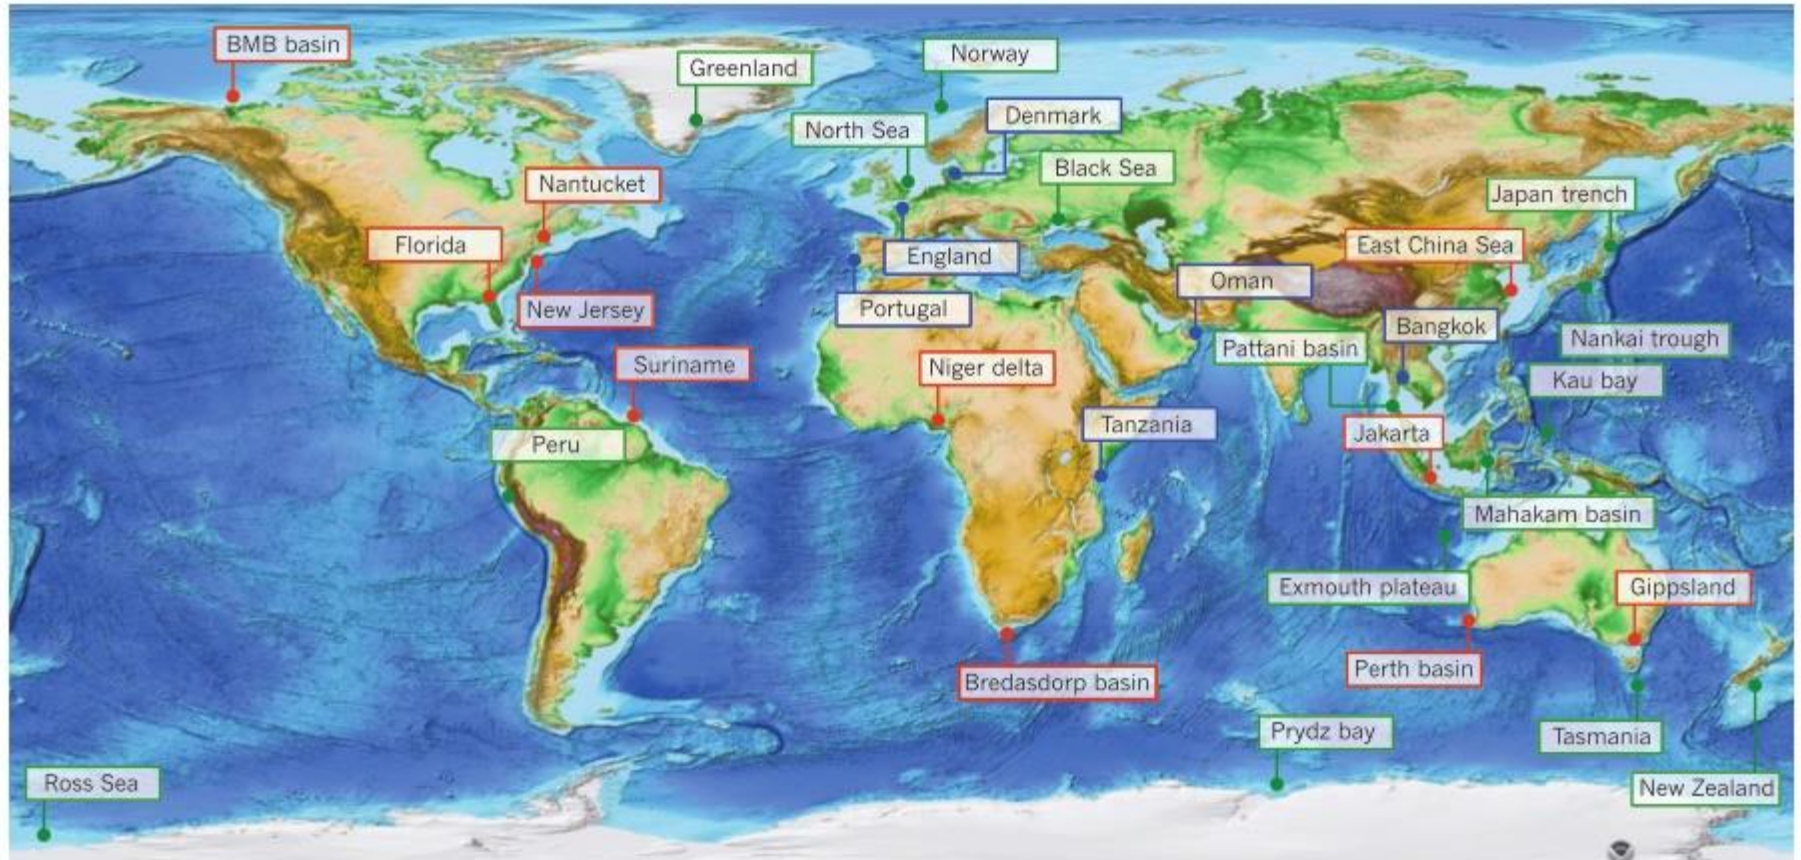 BMB basin
Norway
Greenland
Denmark
North Sea
Black Sea
Nantucket
Japan trench
Florida
East China Sea
England
Oman
New Jersey
Portugal
Bangkok
Nankai trough
Pattani basin
Suriname
Niger delta
Kau bay
Tanzania
Jakarta
Peru
Mahakam basin
Exmouth plateau
Gippsland
Perth basin
Bredasdorp basin
Prydz bay
Tasmania
Ross Sea
New Zealand